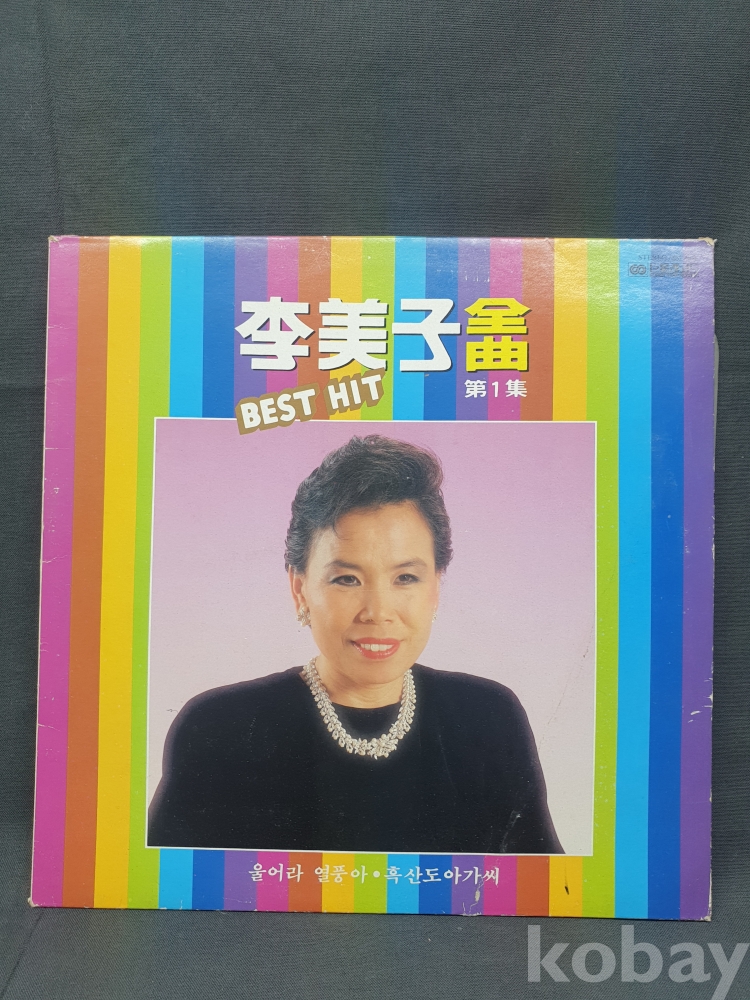 STEREO
李美子全曲
BEST HIT
第1集
울어라 열풍아 • 흑산도아가씨
kobay